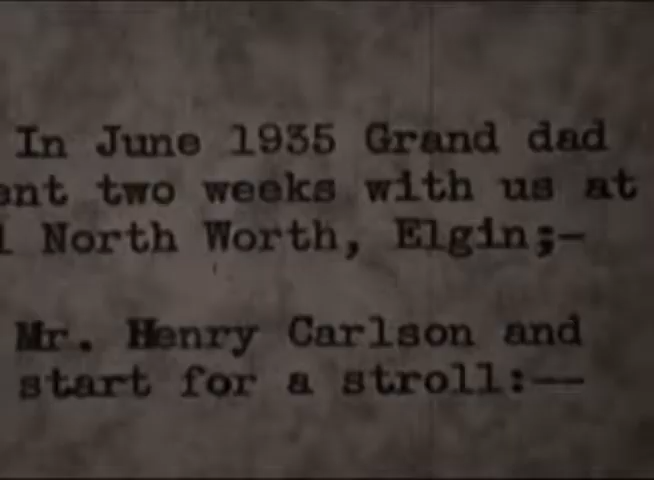 In June 1935 Grand dad
ent two weeks with us at
North Worth, Elgin;-
Mr. Henry Carlson and
start for a stroll:--